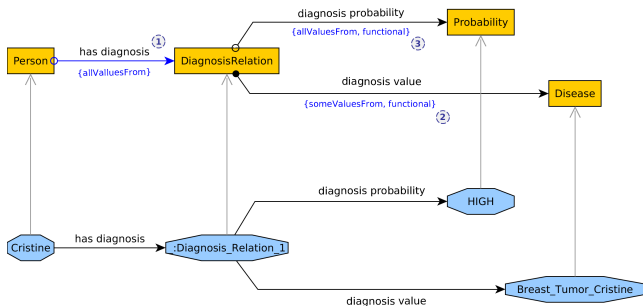 diagnosis probability
Probability
{allValuesFrom, functional}
1
3
has diagnosis
Person
DiagnosisRelation
{allValluesFrom}
diagnosis value
Disease
{someValuesFrom, functional}
2
diagnosis probability
HIGH
has diagnosis
Cristine
:Diagnosis_Relation_1
Breast_Tumor_Cristine
diagnosis value